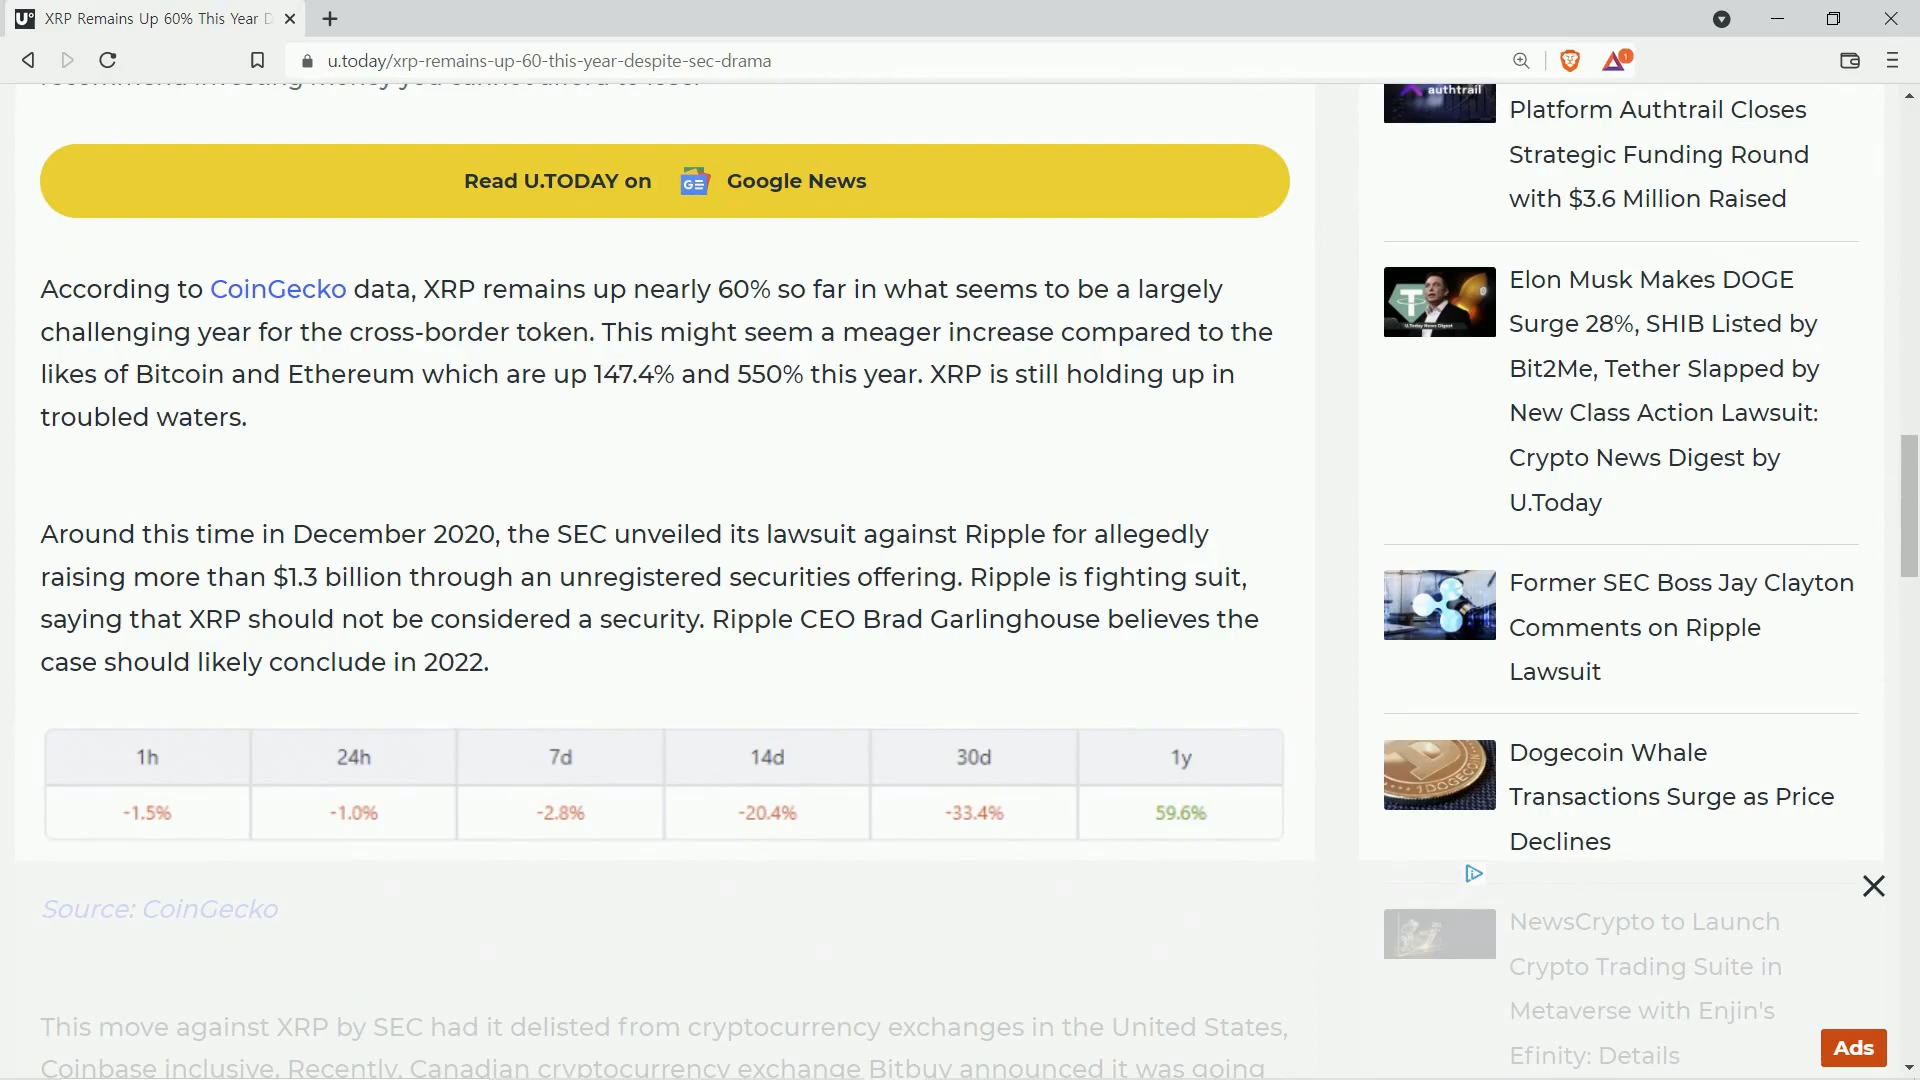 XRP Remains Up 60% This Year D
u.today/xrp-remains-up-60-this-year-despite-sec-drama
1
recommend investing money you cannot afford to lose.
Read U.TODAY on Google News
According to CoinGecko data, XRP remains up nearly 60% so far in what seems to be a largely
challenging year for the cross-border token. This might seem a meager increase compared to the
likes of Bitcoin and Ethereum which are up 147.4% and 550% this year. XRP is still holding up in
troubled waters.
Around this time in December 2020, the SEC unveiled its lawsuit against Ripple for allegedly
raising more than $1.3 billion through an unregistered securities offering. Ripple is fighting suit,
saying that XRP should not be considered a security. Ripple CEO Brad Garlinghouse believes the
case should likely conclude in 2022.
1h 24h 7d 14d 30d 1y
-1.5% -1.0% -2.8% -20.4% -33.4% 59.6%
Source: CoinGecko
This move against XRP by SEC had it delisted from cryptocurrency exchanges in the United States,
Coinbase inclusive. Recently, Canadian cryptocurrency exchange Bitbuy announced it was going
authtrail
Platform Authtrail Closes
Strategic Funding Round
with $3.6 Million Raised
Elon Musk Makes DOGE
Surge 28%, SHIB Listed by
Bit2Me, Tether Slapped by
New Class Action Lawsuit:
Crypto News Digest by
U.Today
Former SEC Boss Jay Clayton
Comments on Ripple
Lawsuit
Dogecoin Whale
Transactions Surge as Price
Declines
NewsCrypto to Launch
Crypto Trading Suite in
Metaverse with Enjin's
Efinity: Details
Ads